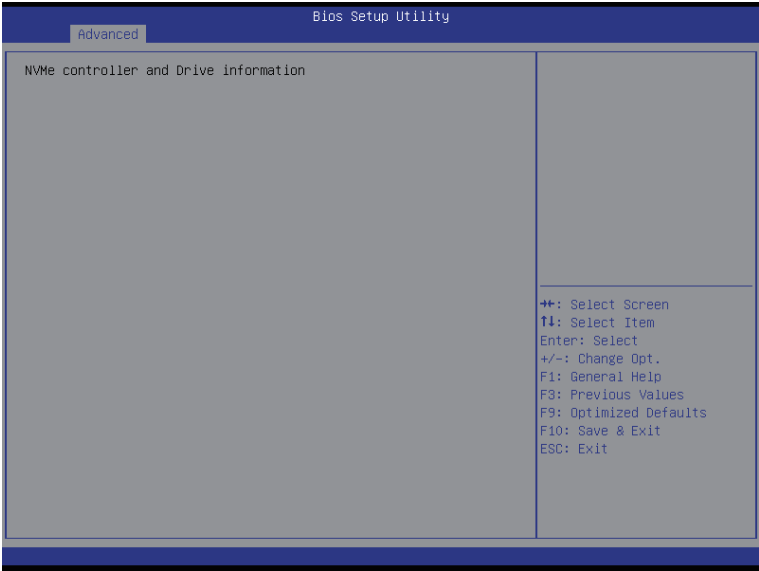 Bios Setup Utility
Advanced
NVMe controller and Drive information
→←: Select Screen
↑↓: Select Item
Enter: Select
+/-: Change Opt.
F1: General Help
F3: Previous Values
F9: Optimized Defaults
F10: Save & Exit
ESC: Exit